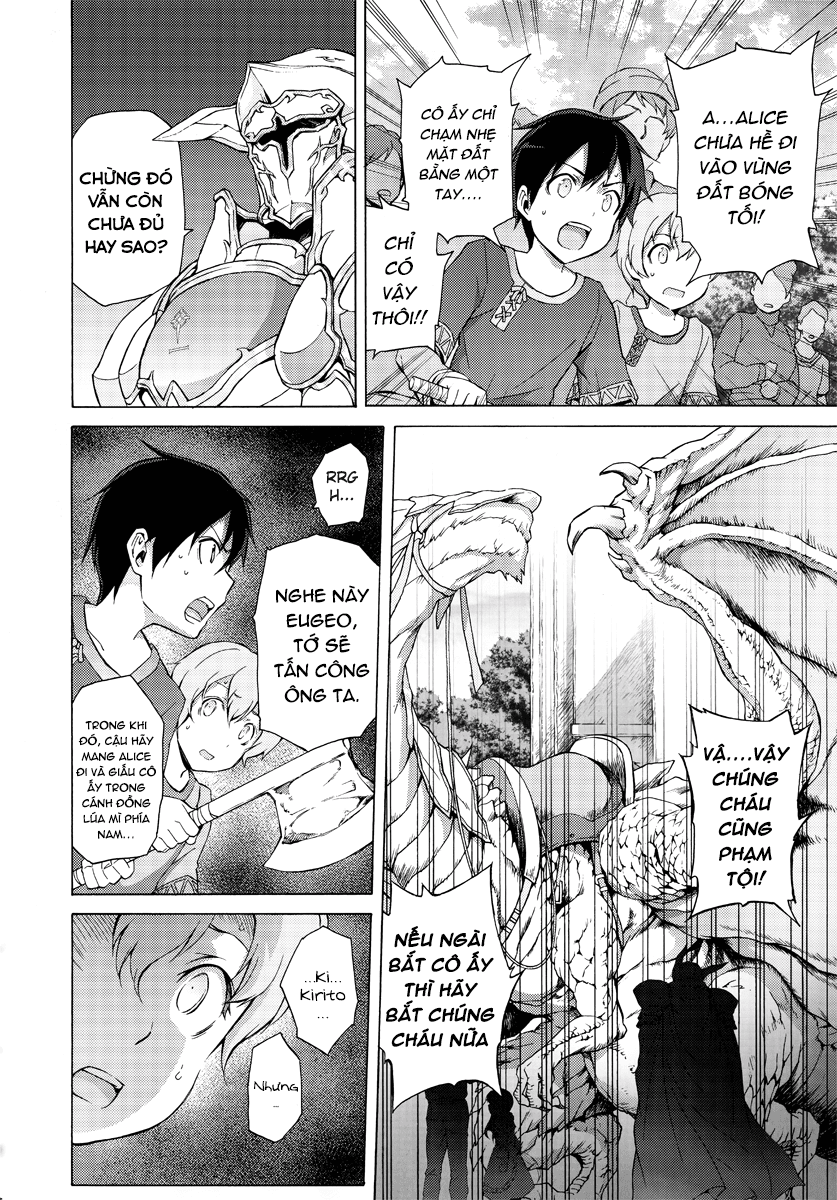 A...ALICE
CHƯA HỀ ĐI
VÀO VÙNG
ĐẤT BÓNG
TỐI!
CÔ ẤY CHỈ
CHẠM NHẸ
MẶT ĐẤT
BẰNG MỘT
TAY....
CHỈ
CÓ
VẬY
THÔI!!
CHỪNG ĐÓ
VẪN CÒN
CHƯA ĐỦ
HAY SAO?
VẬ....VẬY
CHÚNG
CHÁU
CŨNG
PHẠM
TỘI!
NẾU NGÀI
BẮT CÔ ẤY
THÌ HÃY
BẮT CHÚNG
CHÁU NỮA
RRG
H...
NGHE NÀY
EUGEO,
TỚ SẼ
TẤN CÔNG
ÔNG TA.
TRONG KHI
ĐÓ, CẬU HÃY
MANG ALICE
ĐI VÀ GIẤU CÔ
ẤY TRONG
CÁNH ĐỒNG
LÚA MÌ PHÍA
NAM...
...Ki...
Kirito
...
Nhưng
..